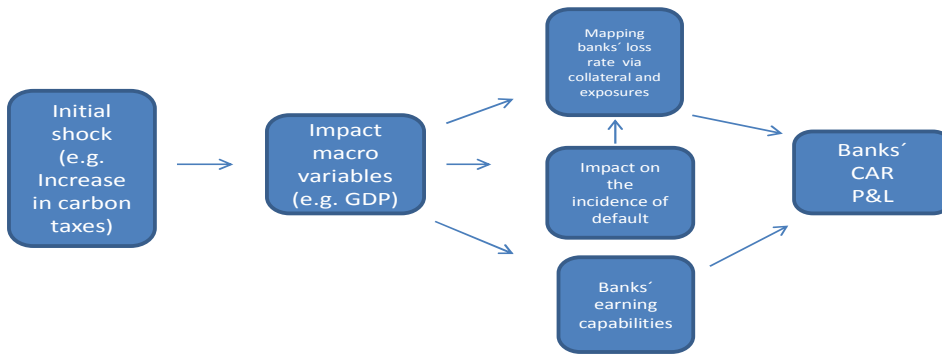 Initial
shock
(e.g.
Increase
in carbon
taxes)
Impact
macro
variables
(e.g. GDP)
Mapping
banks´ loss
rate via
collateral and
exposures
Impact on
the
incidence of
default
Banks´
earning
capabilities
Banks´
CAR
P&L